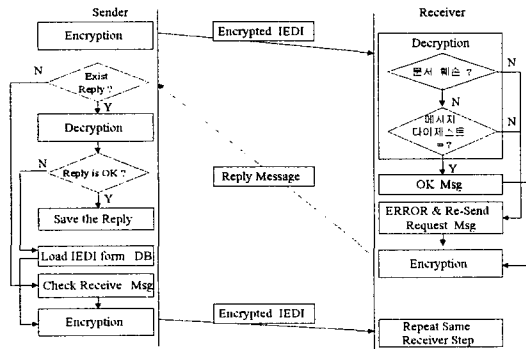 Sender
Receiver
Encryption
Encrypted IEDI
Decryption
N
Exist
Reply ?
Y
문서 훼손 ?
Y
N
메시지
다이제스트
=?
N
Y
Decryption
N
Reply is OK ?
Y
Reply Message
OK Msg
Save the Reply
ERROR & Re-Send
Request Msg
Load IEDI form DB
Encryption
Check Receive Msg
Encrypted IEDI
Encryption
Repeat Same
Receiver Step